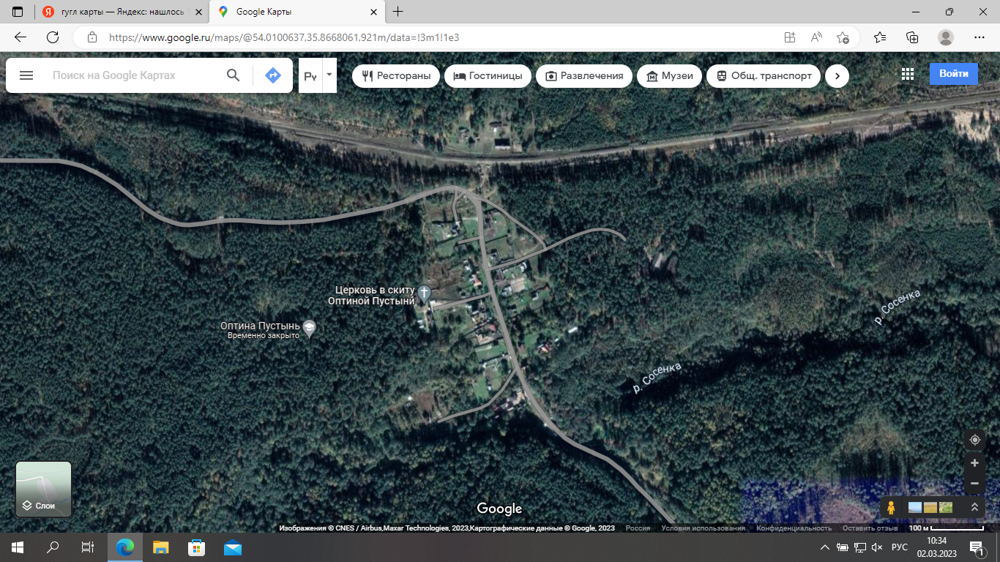 гугл карты — Яндекс: нашлось
Google Карты
https://www.google.ru/maps/@54.0100637,35.8668061,921m/data=!3m1!1e3
Поиск на Google Картах
Ру
Рестораны
Гостиницы
Развлечения
Музеи
Общ. транспорт
Войти
Церковь в скиту
Оптиной Пустыни
Оптина Пустынь
Временно закрыто
р. Сосенка
р. Сосенка
Слои
Google
Изображения © CNES / Airbus,Maxar Technologies, 2023,Картографические данные © Google, 2023
Россия
Условия использования
Конфиденциальность
Оставить отзыв
100 м
РУС
10:34
02.03.2023
1